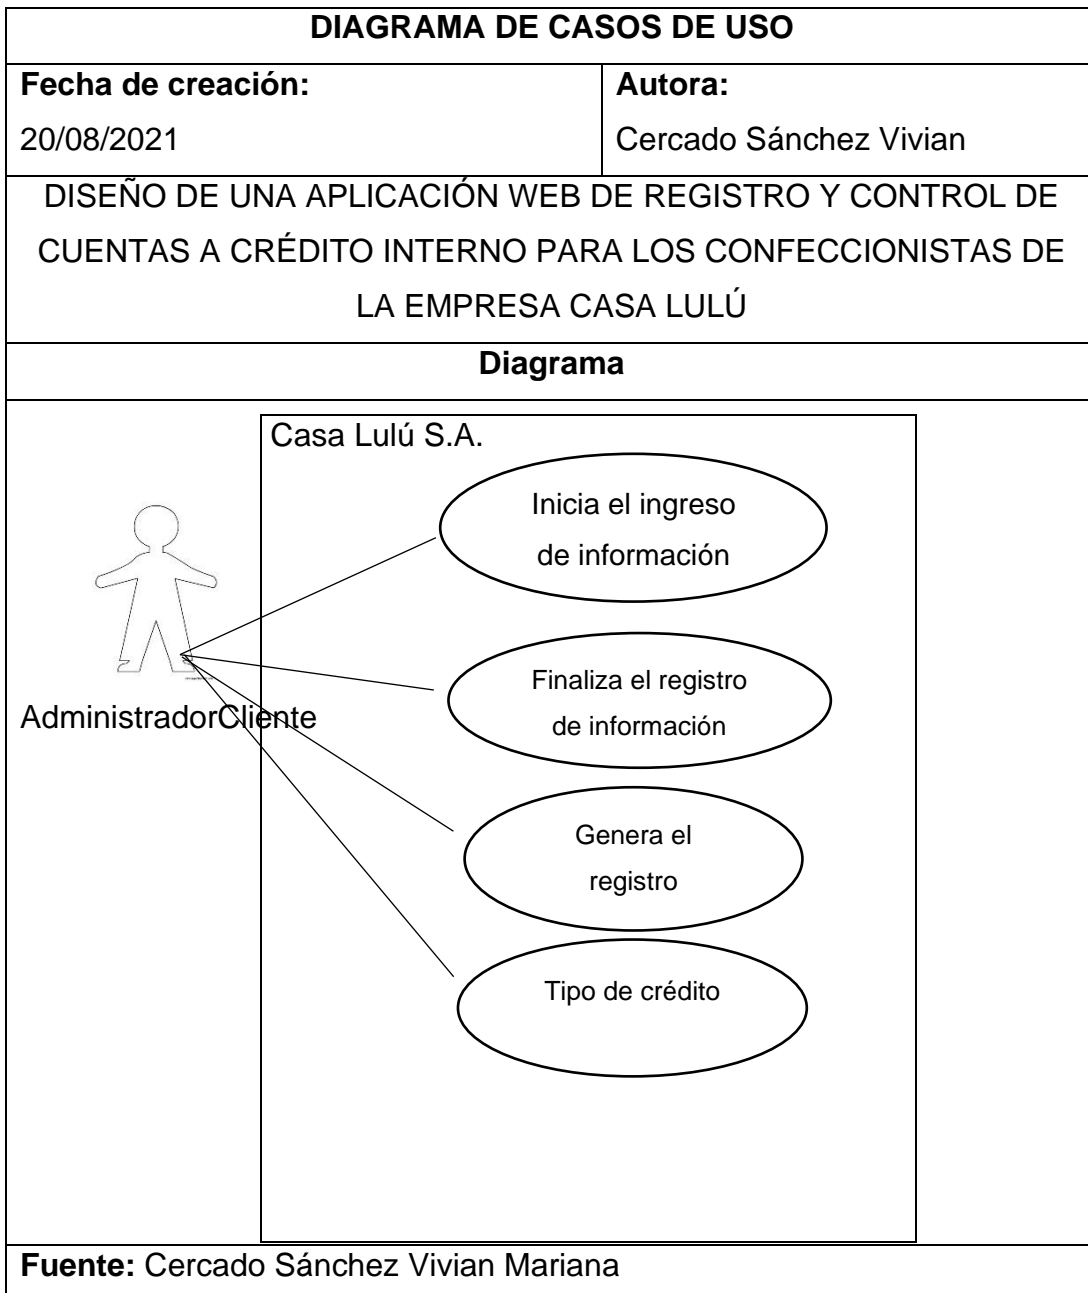 DIAGRAMA DE CASOS DE USO
Fecha de creación:
20/08/2021
Autora:
Cercado Sánchez Vivian
DISEÑO DE UNA APLICACIÓN WEB DE REGISTRO Y CONTROL DE
CUENTAS A CRÉDITO INTERNO PARA LOS CONFECCIONISTAS DE
LA EMPRESA CASA LULÚ
Diagrama
Casa Lulú S.A.
Inicia el ingreso
de información
Finaliza el registro
de información
AdministradorCliente
Genera el
registro
Tipo de crédito
Fuente: Cercado Sánchez Vivian Mariana